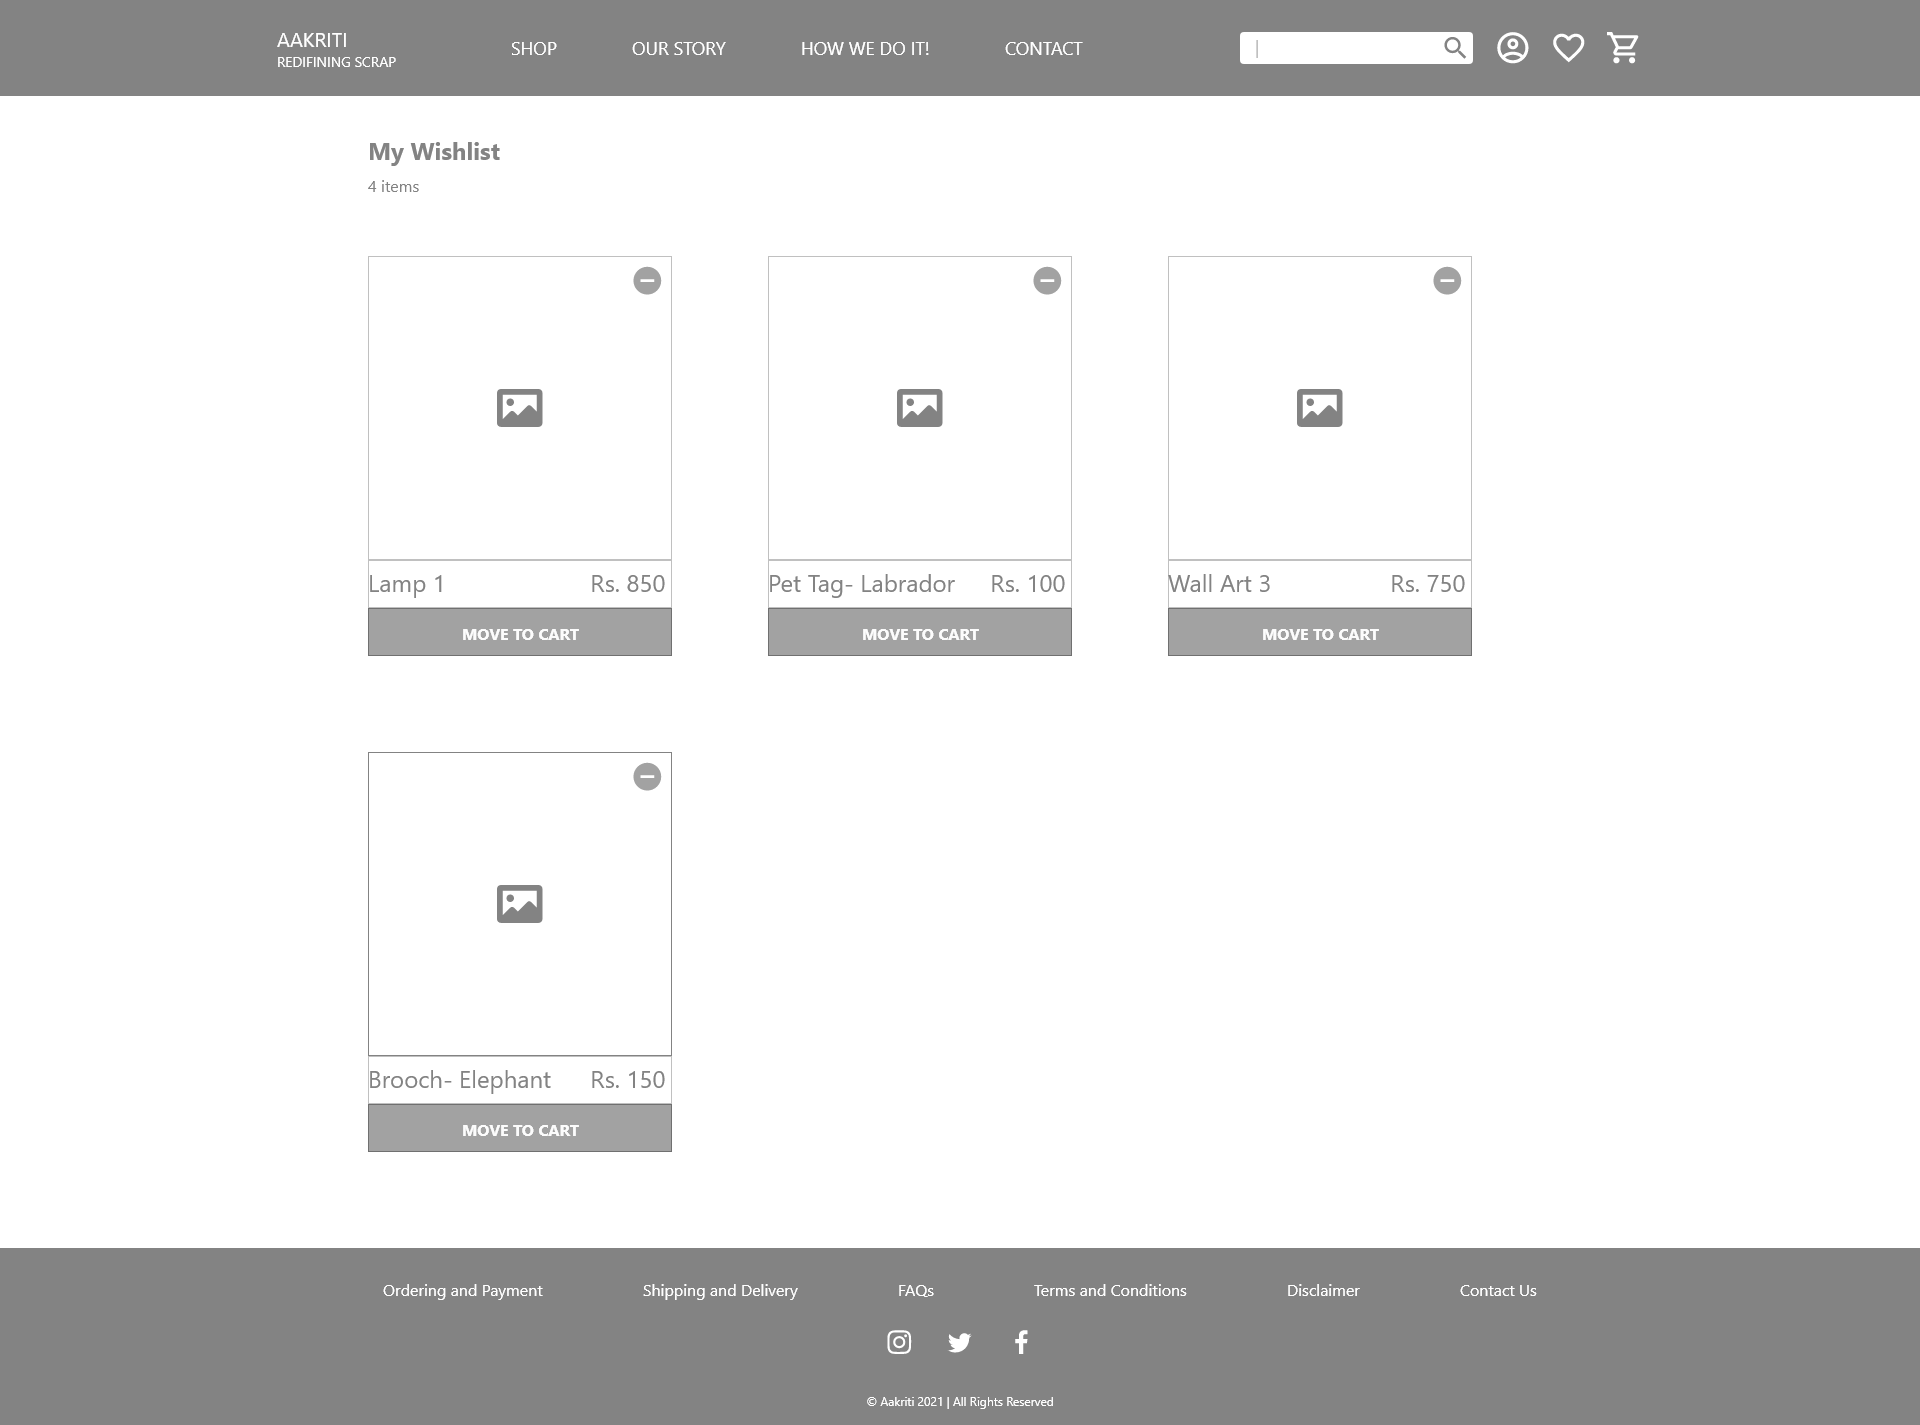 AAKRITI
REDIFINING SCRAP
SHOP
OUR STORY
HOW WE DO IT!
CONTACT
My Wishlist
4 items
Lamp 1 Rs. 850
MOVE TO CART
Pet Tag- Labrador Rs. 100
MOVE TO CART
Wall Art 3 Rs. 750
MOVE TO CART
Brooch- Elephant Rs. 150
MOVE TO CART
Ordering and Payment
Shipping and Delivery
FAQs
Terms and Conditions
Disclaimer
Contact Us
© Aakriti 2021 | All Rights Reserved